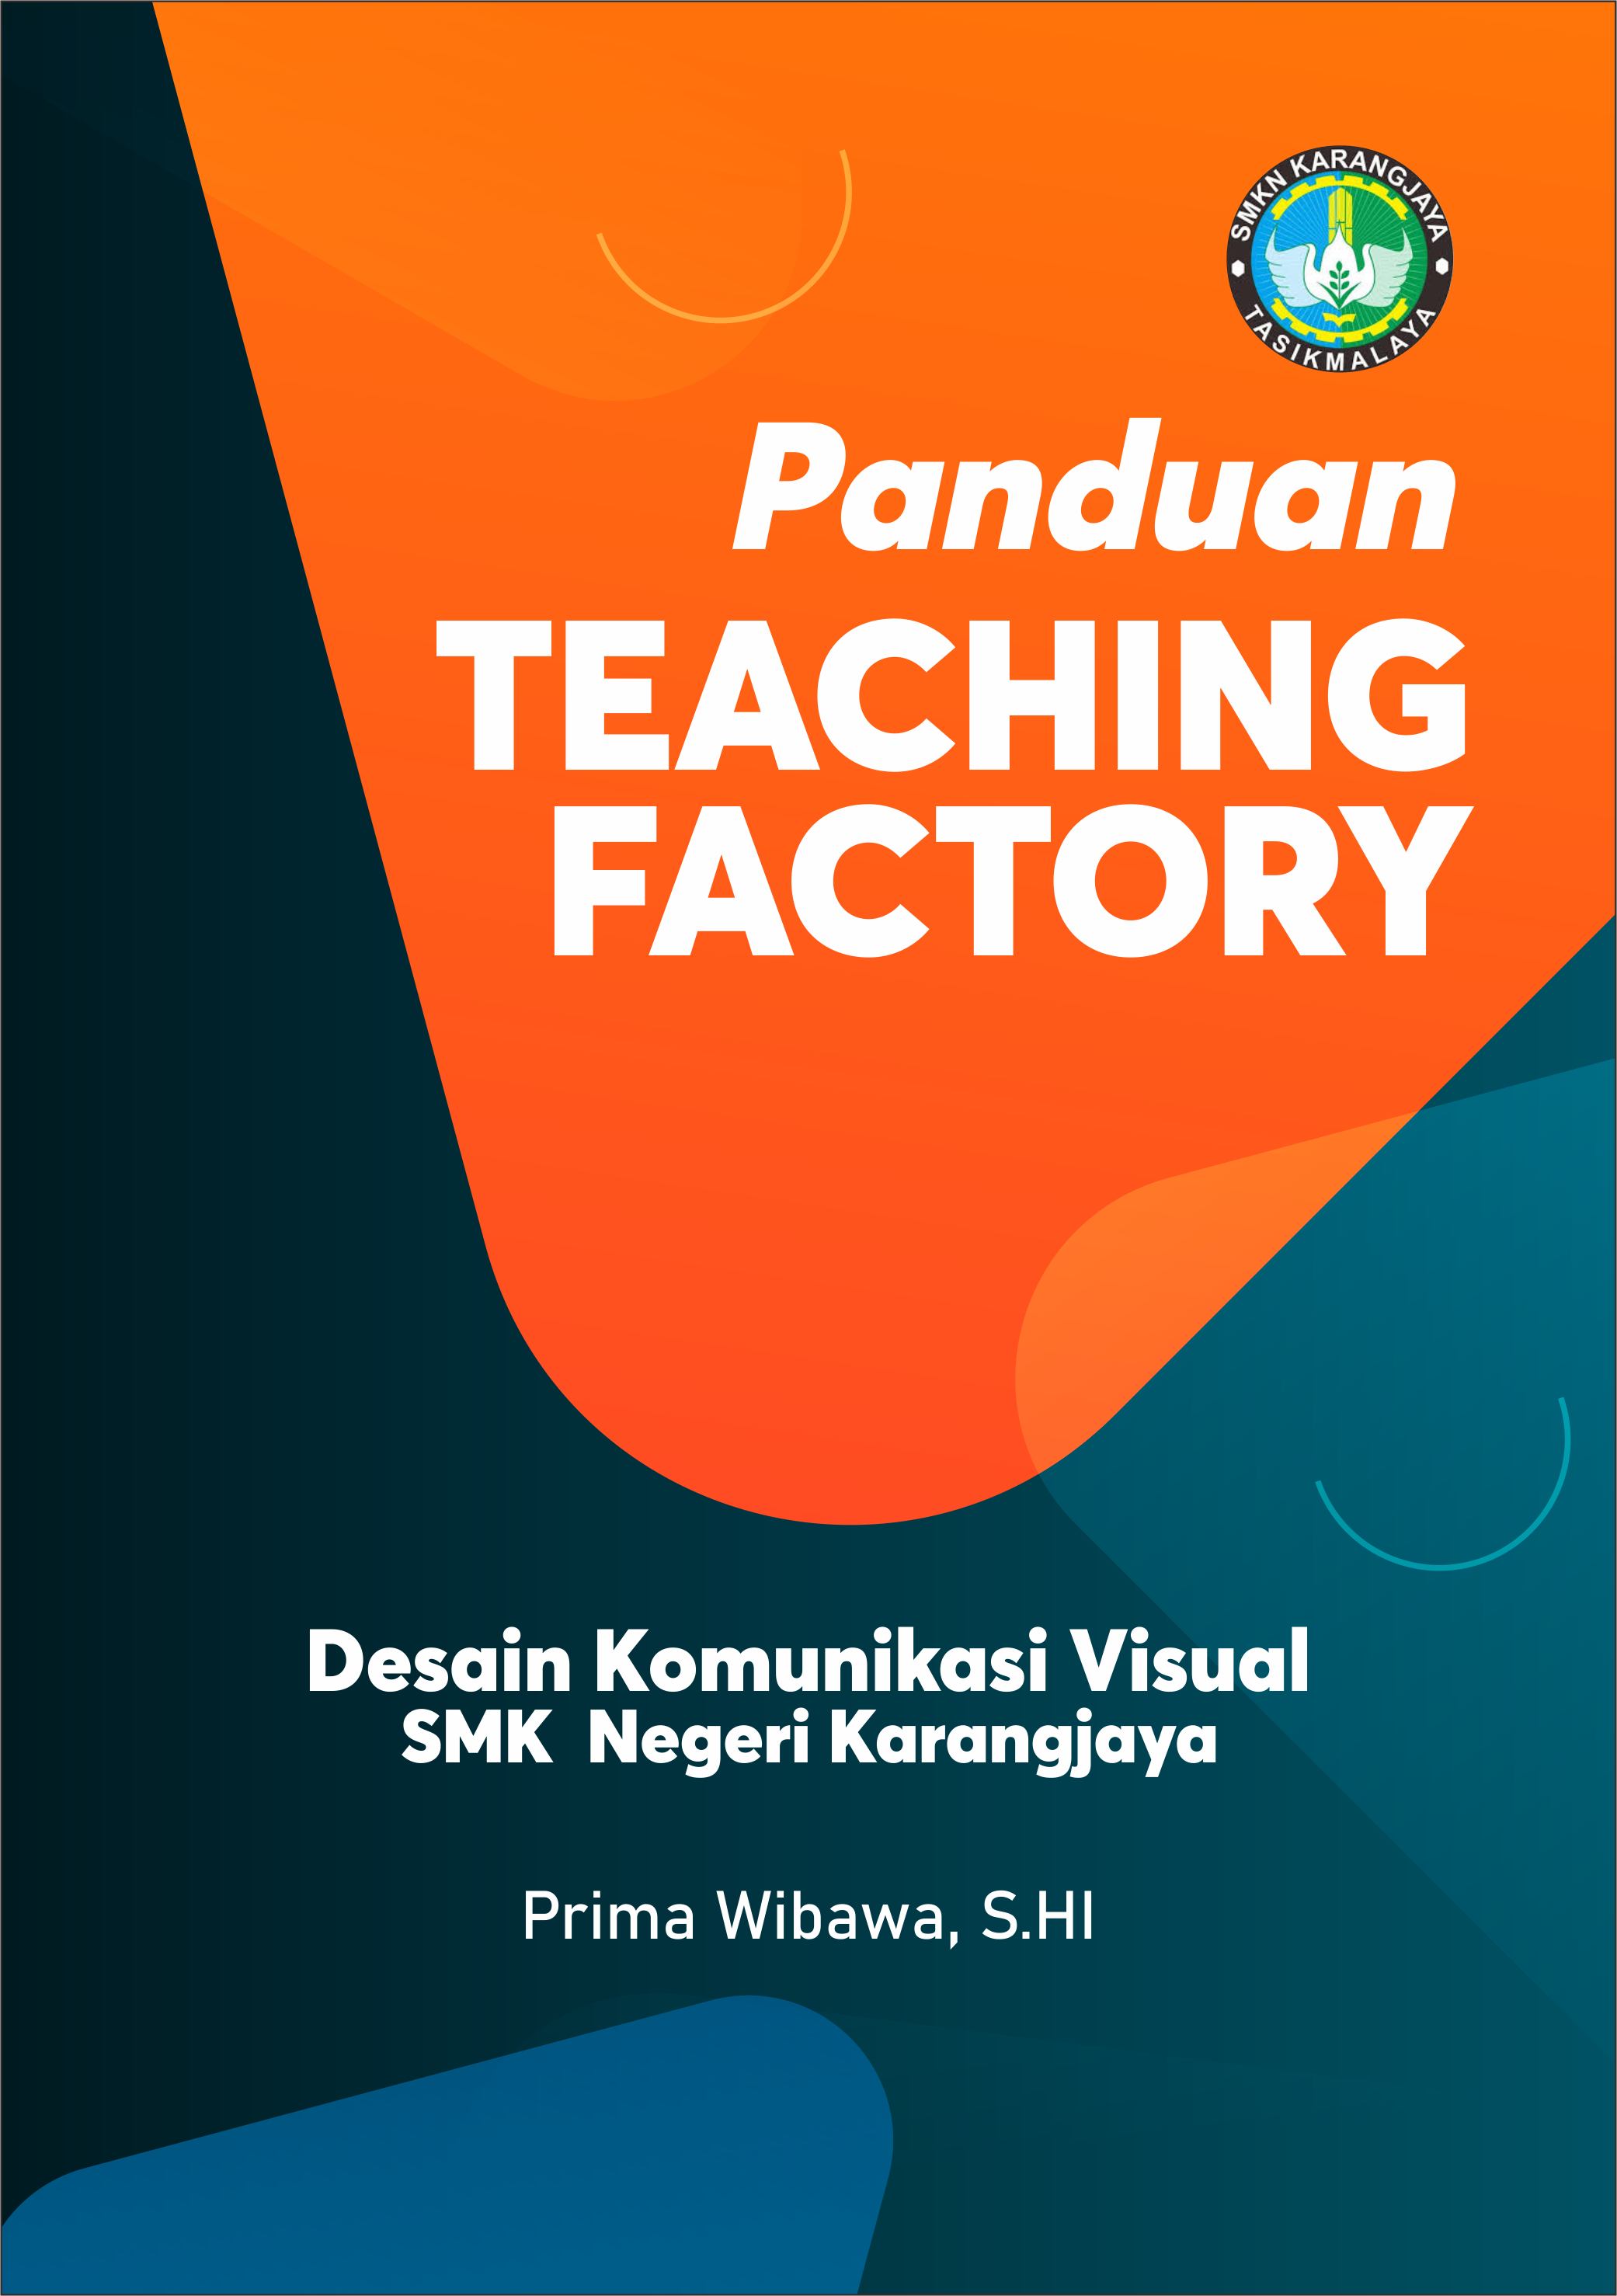 SMKN KARANGJAYA
TASIKMALAYA
Panduan
TEACHING
FACTORY
Desain Komunikasi Visual
SMK  Negeri Karangjaya
Prima Wibawa, S.HI